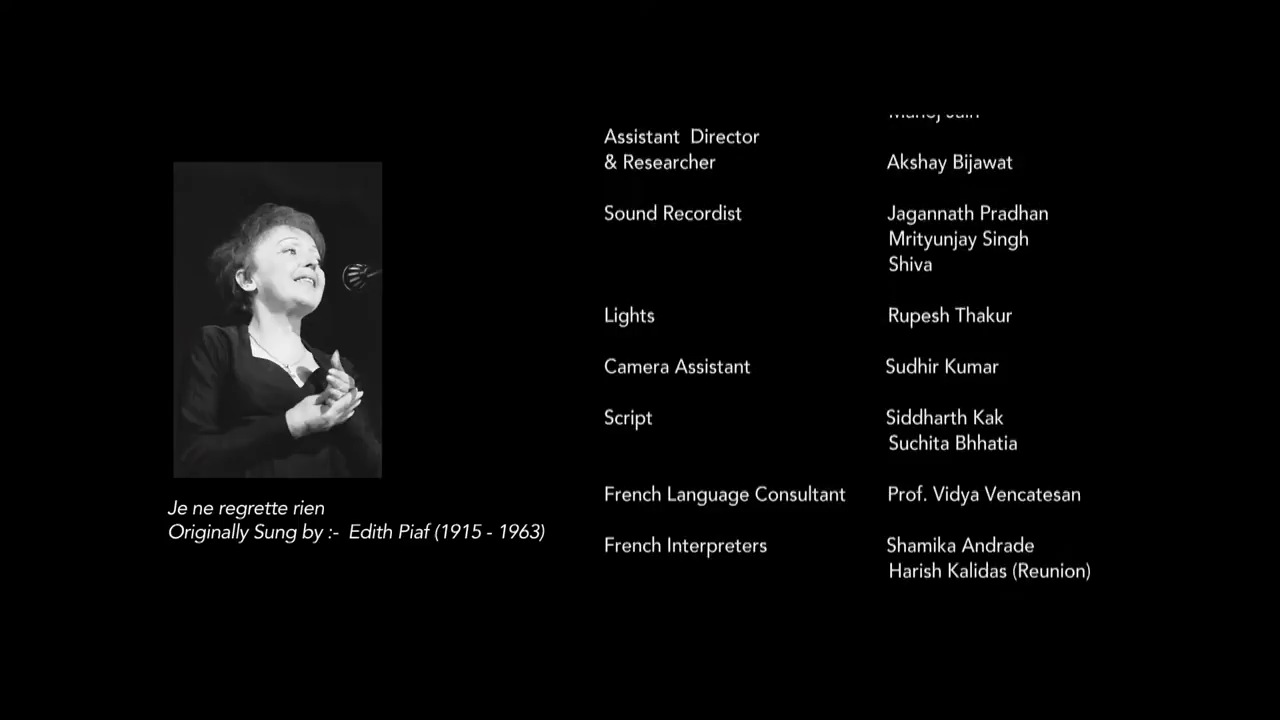 Assistant Director
& Researcher Akshay Bijawat
Sound Recordist Jagannath Pradhan
Mrityunjay Singh
Shiva
Lights Rupesh Thakur
Camera Assistant Sudhir Kumar
Script Siddharth Kak
Suchita Bhhatia
French Language Consultant Prof. Vidya Vencatesan
French Interpreters Shamika Andrade
Harish Kalidas (Reunion)
Je ne regrette rien
Originally Sung by :- Edith Piaf (1915 - 1963)